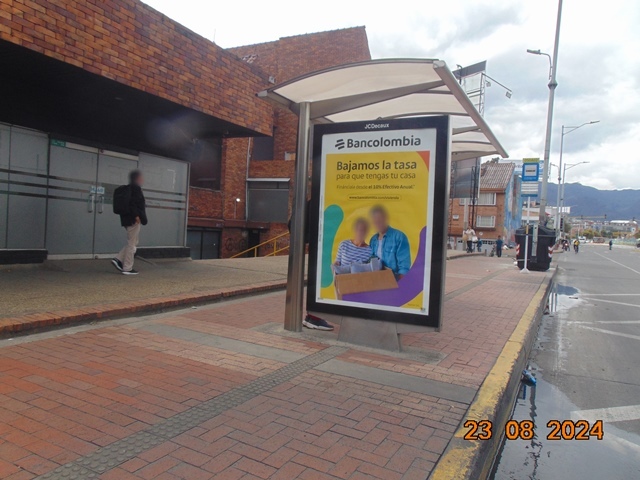 JCDecaux
Bancolombia
Bajamos la tasa
para que tengas tu casa
23 08 2024